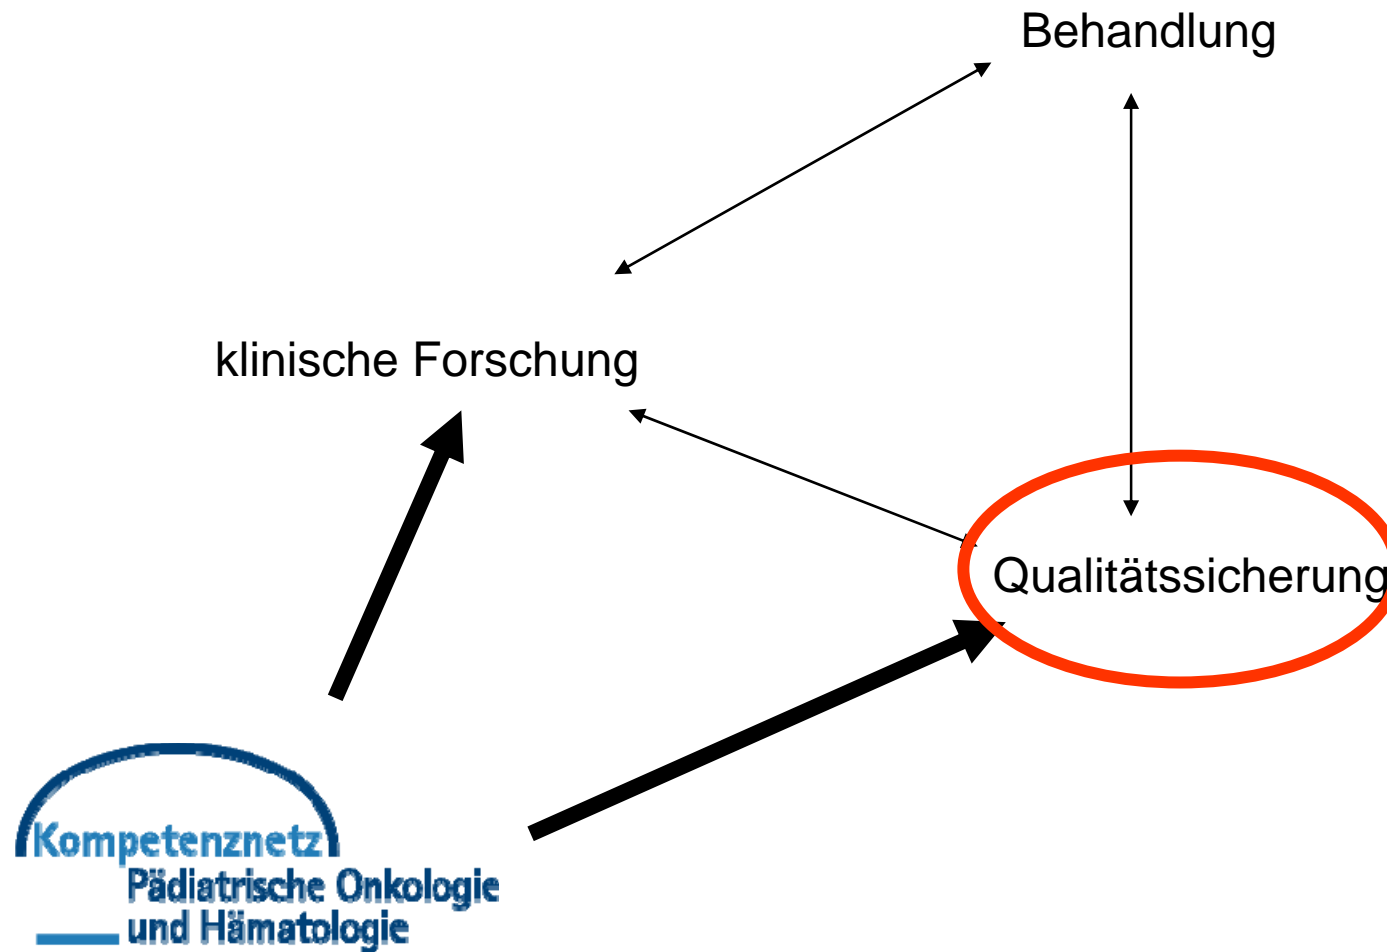 Behandlung
klinische Forschung
Qualitätssicherung
Kompetenznetz
Pädiatrische Onkologie
und Hämatologie